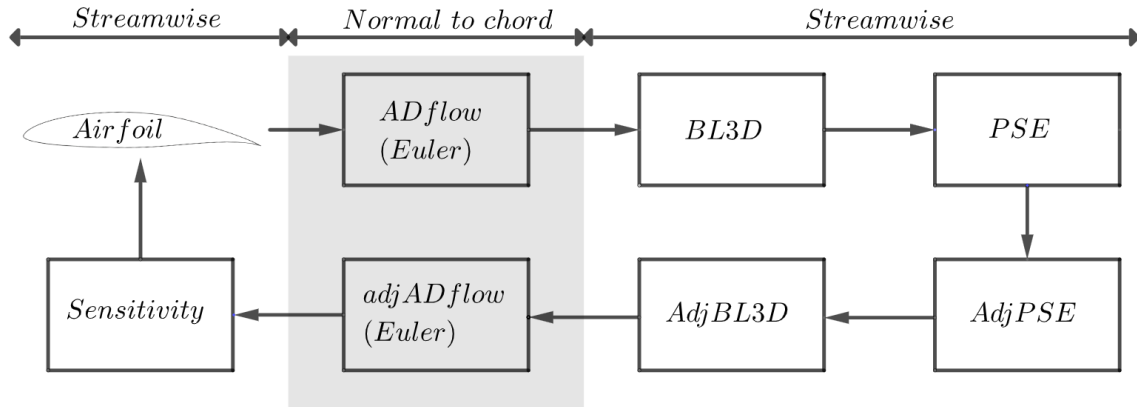 Streamwise
Normal to chord
Streamwise
Airfoil
ADflow
(Euler)
BL3D
PSE
Sensitivity
adjADflow
(Euler)
AdjBL3D
AdjPSE